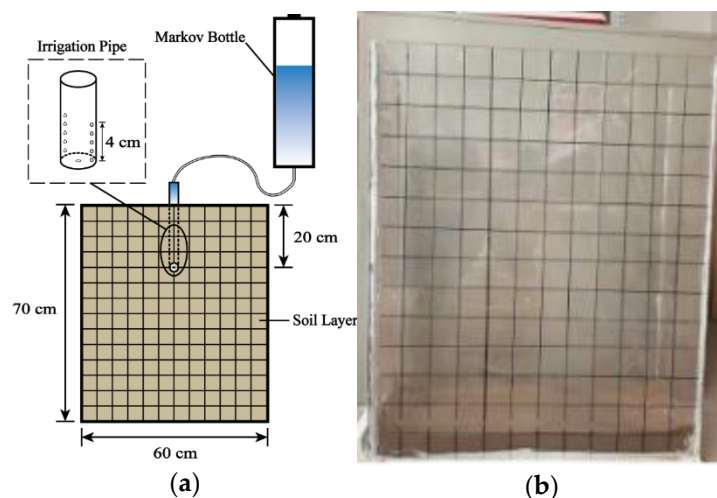 Irrigation Pipe
Markov Bottle
4 cm
20 cm
70 cm
Soil Layer
60 cm
(a)
(b)